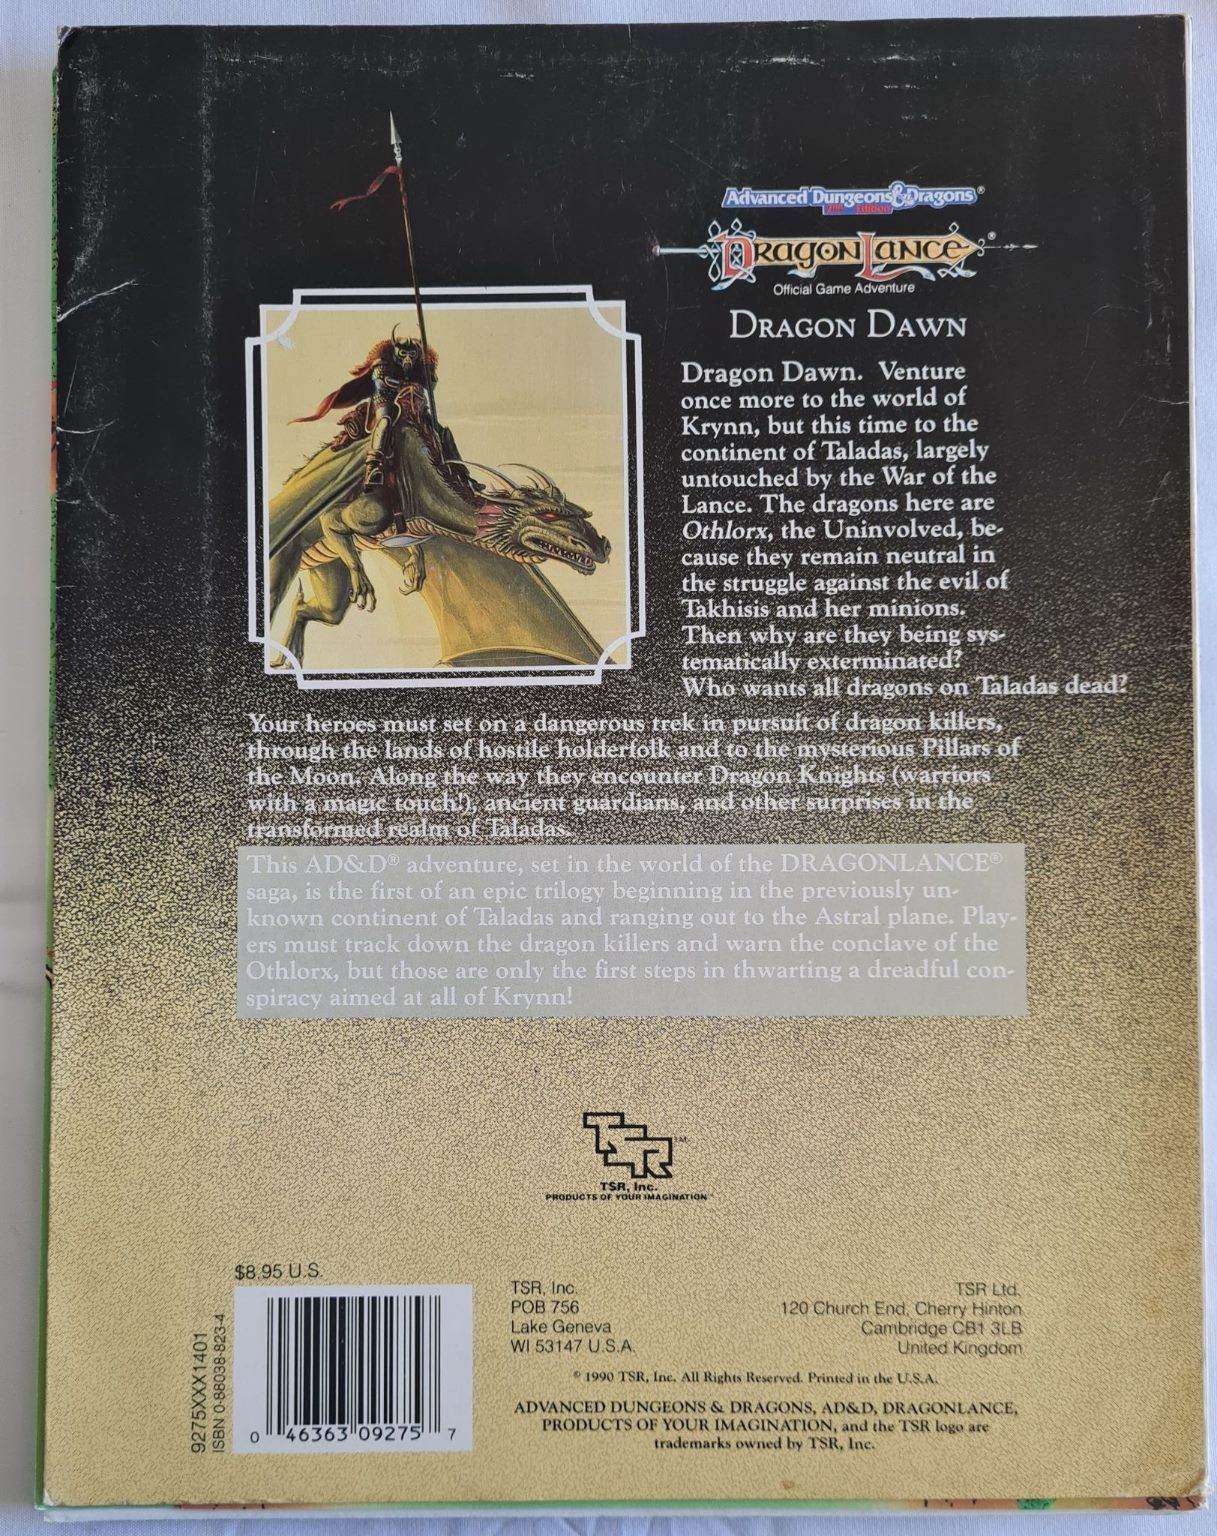 Advanced Dungeons & Dragons®
2nd Edition
DRAGONLANCE®
Official Game Adventure
DRAGON DAWN
Dragon Dawn. Venture
once more to the world of
Krynn, but this time to the
continent of Taladas, largely
untouched by the War of the
Lance. The dragons here are
Othlorx, the Uninvolved, be-
cause they remain neutral in
the struggle against the evil of
Takhisis and her minions.
Then why are they being sys-
tematically exterminated?
Who wants all dragons on Taladas dead?
Your heroes must set on a dangerous trek in pursuit of dragon killers,
through the lands of hostile holderfolk and to the mysterious Pillars of
the Moon. Along the way they encounter Dragon Knights (warriors
with a magic touch!), ancient guardians, and other surprises in the
transformed realm of Taladas.
This AD&D® adventure, set in the world of the DRAGONLANCE®
saga, is the first of an epic trilogy beginning in the previously un-
known continent of Taladas and ranging out to the Astral plane. Play-
ers must track down the dragon killers and warn the conclave of the
Othlorx, but those are only the first steps in thwarting a dreadful con-
spiracy aimed at all of Krynn!
TSR™
TSR, Inc.
PRODUCTS OF YOUR IMAGINATION™
$8.95 U.S.
9275XXX1401
ISBN 0-88038-823-4
0 46363 09275 7
TSR, Inc.
POB 756
Lake Geneva
WI 53147 U.S.A.
TSR Ltd.
120 Church End, Cherry Hinton
Cambridge CB1 3LB
United Kingdom
© 1990 TSR, Inc. All Rights Reserved. Printed in the U.S.A.
ADVANCED DUNGEONS & DRAGONS, AD&D, DRAGONLANCE,
PRODUCTS OF YOUR IMAGINATION, and the TSR logo are
trademarks owned by TSR, Inc.